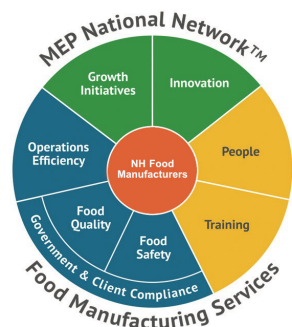 MEP National Network™
Growth
Initiatives
Innovation
Operations
Efficiency
NH Food
Manufacturers
People
Food
Quality
Food
Safety
Training
Government & Client Compliance
Food Manufacturing Services